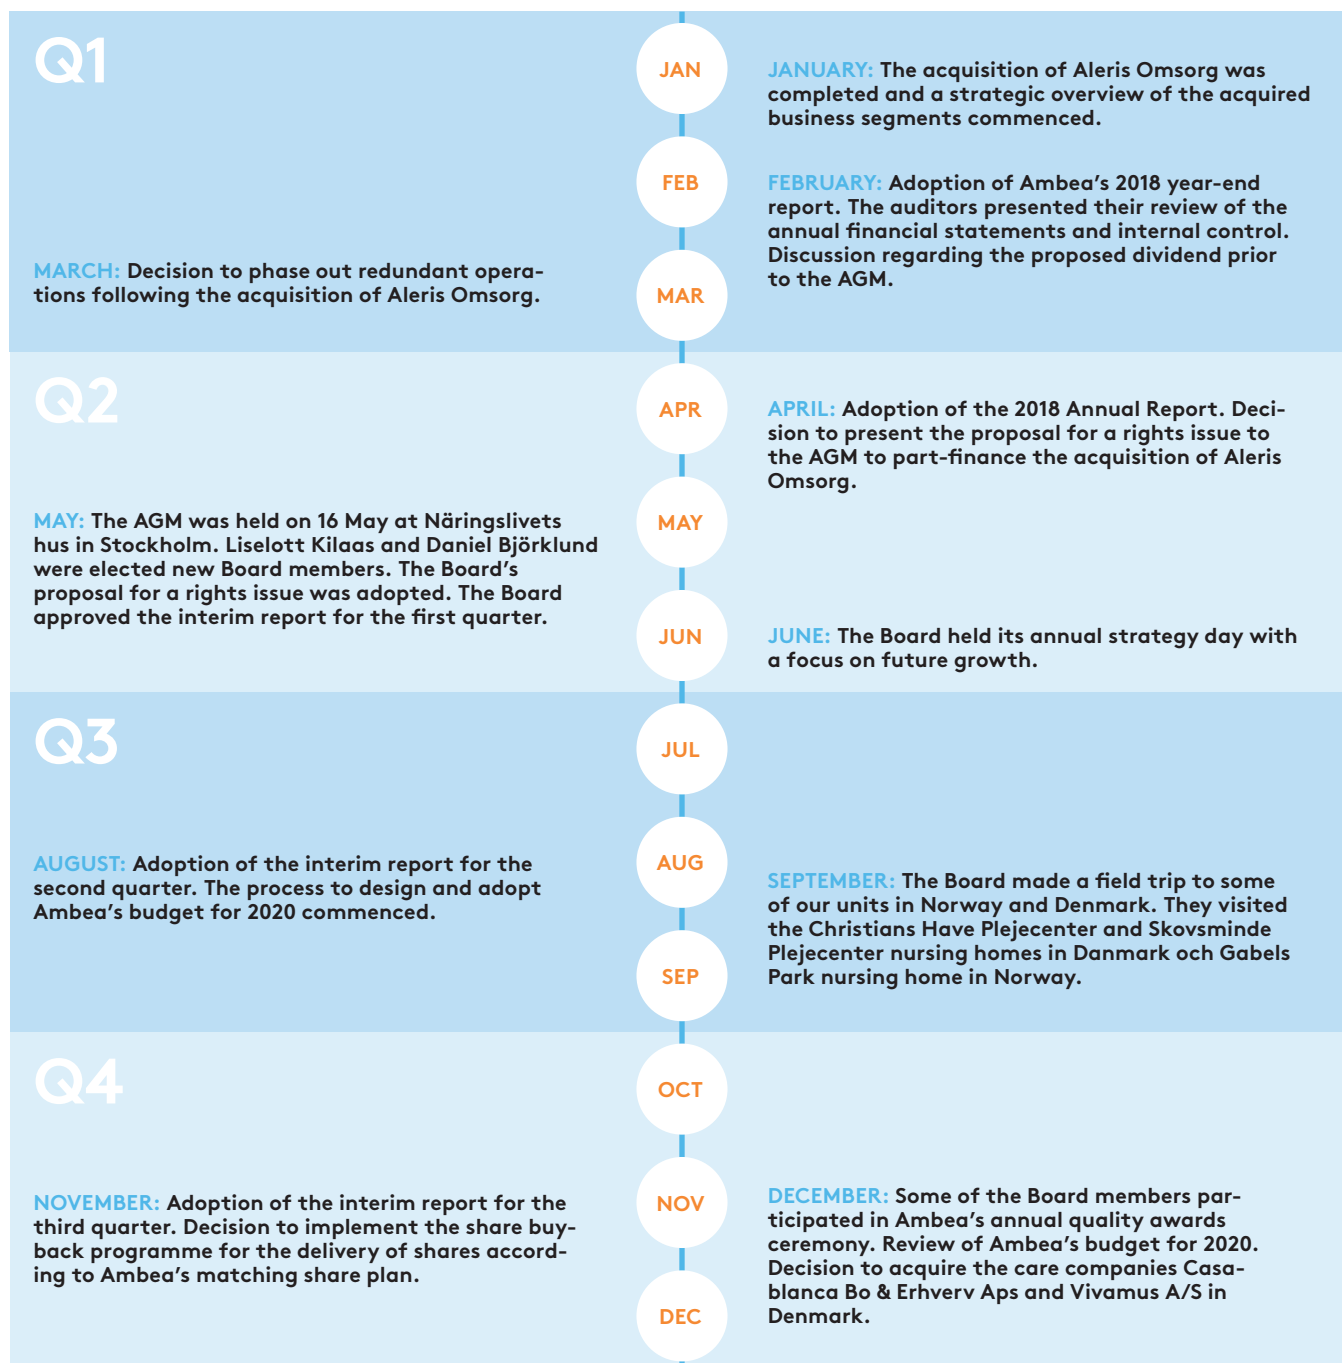 Q1
JAN
JANUARY: The acquisition of Aleris Omsorg was
completed and a strategic overview of the acquired
business segments commenced.
FEB
FEBRUARY: Adoption of Ambea’s 2018 year-end
report. The auditors presented their review of the
annual financial statements and internal control.
Discussion regarding the proposed dividend prior
to the AGM.
MARCH: Decision to phase out redundant opera-
tions following the acquisition of Aleris Omsorg.
MAR
Q2
APR
APRIL: Adoption of the 2018 Annual Report. Deci-
sion to present the proposal for a rights issue to
the AGM to part-finance the acquisition of Aleris
Omsorg.
MAY: The AGM was held on 16 May at Näringslivets
hus in Stockholm. Liselott Kilaas and Daniel Björklund
were elected new Board members. The Board’s
proposal for a rights issue was adopted. The Board
approved the interim report for the first quarter.
MAY
JUN
JUNE: The Board held its annual strategy day with
a focus on future growth.
Q3
JUL
AUGUST: Adoption of the interim report for the
second quarter. The process to design and adopt
Ambea’s budget for 2020 commenced.
AUG
SEPTEMBER: The Board made a field trip to some
of our units in Norway and Denmark. They visited
the Christians Have Plejecenter and Skovsminde
Plejecenter nursing homes in Danmark och Gabels
Park nursing home in Norway.
SEP
Q4
OCT
NOVEMBER: Adoption of the interim report for the
third quarter. Decision to implement the share buy-
back programme for the delivery of shares accord-
ing to Ambea’s matching share plan.
NOV
DECEMBER: Some of the Board members par-
ticipated in Ambea’s annual quality awards
ceremony. Review of Ambea’s budget for 2020.
Decision to acquire the care companies Casa-
blanca Bo & Erhverv Aps and Vivamus A/S in
Denmark.
DEC